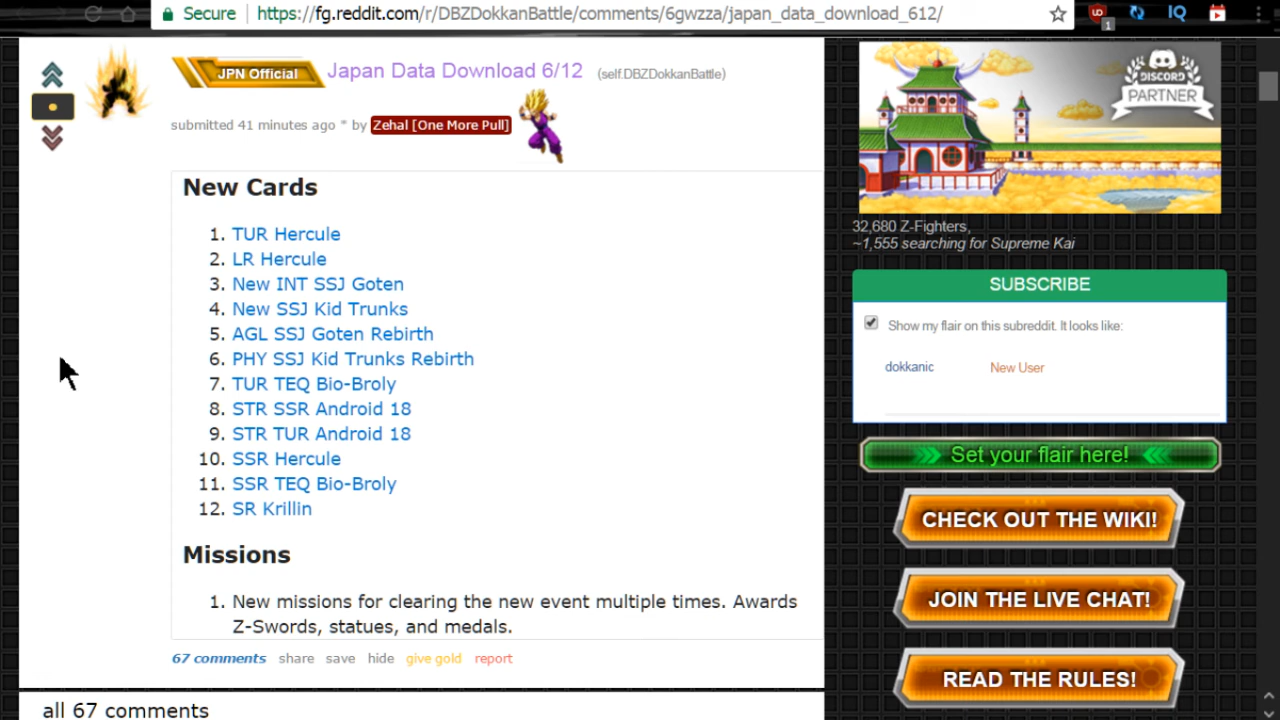 Secure https://fg.reddit.com/r/DBZDokkanBattle/comments/6gwzza/japan_data_download_612/
UD
1
IQ
JPN Official Japan Data Download 6/12 (self.DBZDokkanBattle)
submitted 41 minutes ago * by Zehal [One More Pull]
New Cards
1. TUR Hercule
2. LR Hercule
3. New INT SSJ Goten
4. New SSJ Kid Trunks
5. AGL SSJ Goten Rebirth
6. PHY SSJ Kid Trunks Rebirth
7. TUR TEQ Bio-Broly
8. STR SSR Android 18
9. STR TUR Android 18
10. SSR Hercule
11. SSR TEQ Bio-Broly
12. SR Krillin
Missions
1. New missions for clearing the new event multiple times. Awards
Z-Swords, statues, and medals.
67 comments share save hide give gold report
all 67 comments
DISCORD
PARTNER
32,680 Z-Fighters,
~1,555 searching for Supreme Kai
SUBSCRIBE
Show my flair on this subreddit. It looks like:
dokkanic New User
Set your flair here!
CHECK OUT THE WIKI!
JOIN THE LIVE CHAT!
READ THE RULES!